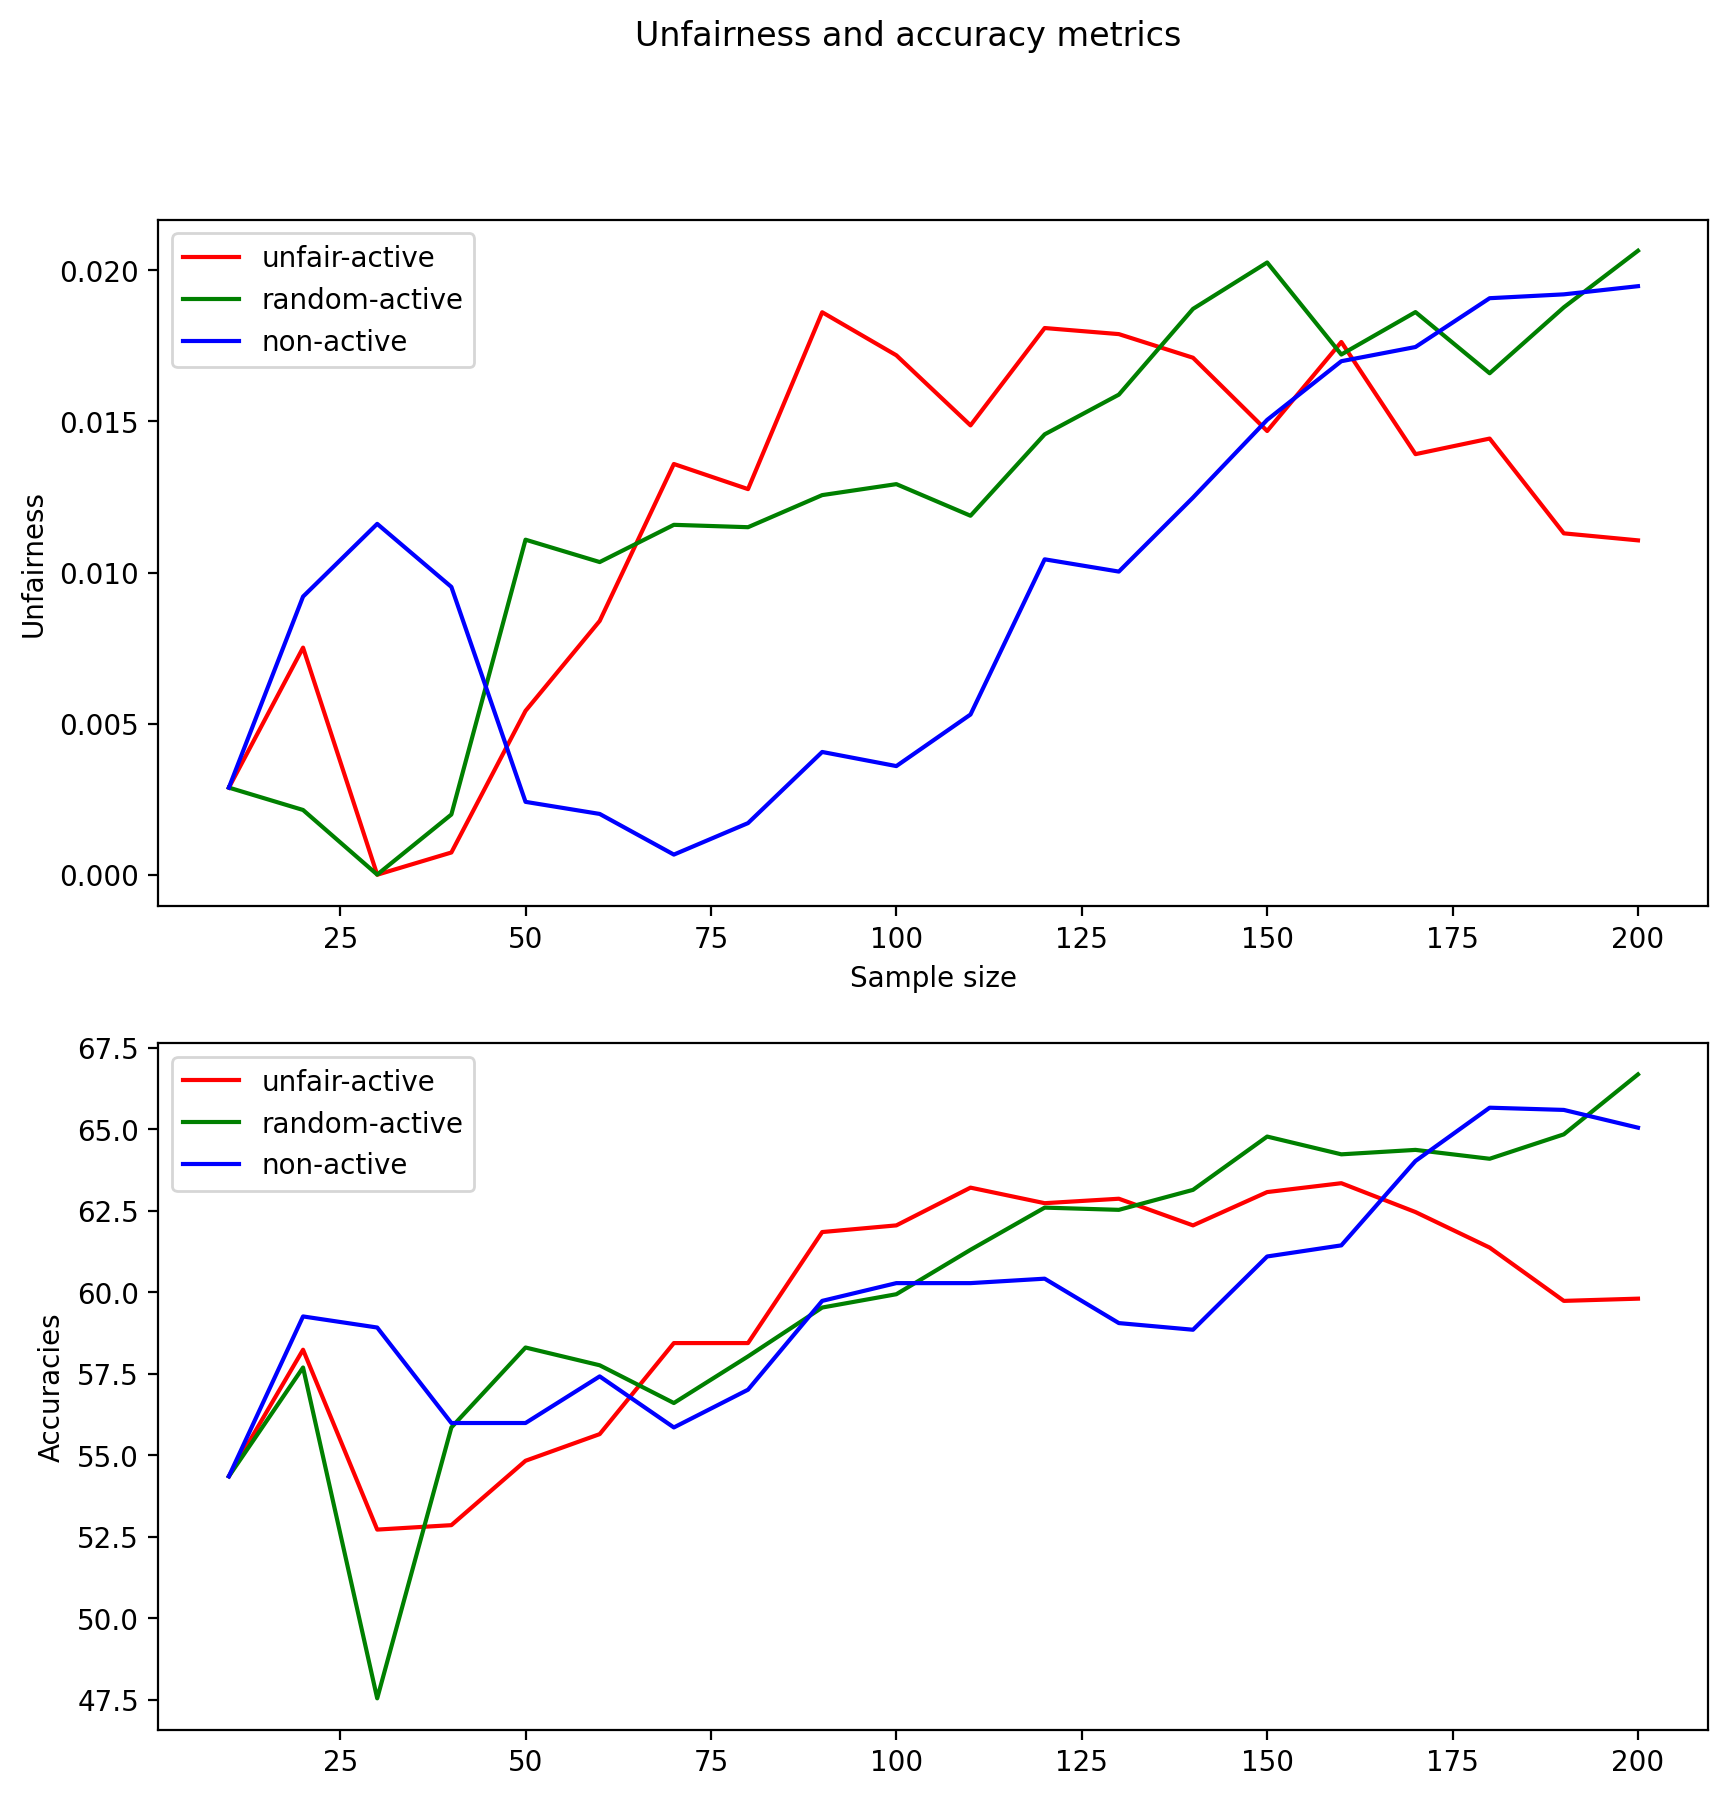 Unfairness and accuracy metrics
unfair-active
random-active
non-active
0.020
0.015
0.010
0.005
0.000
Unfairness
25 50 75 100 125 150 175 200
Sample size
unfair-active
random-active
non-active
67.5
65.0
62.5
60.0
57.5
55.0
52.5
50.0
47.5
Accuracies
25 50 75 100 125 150 175 200